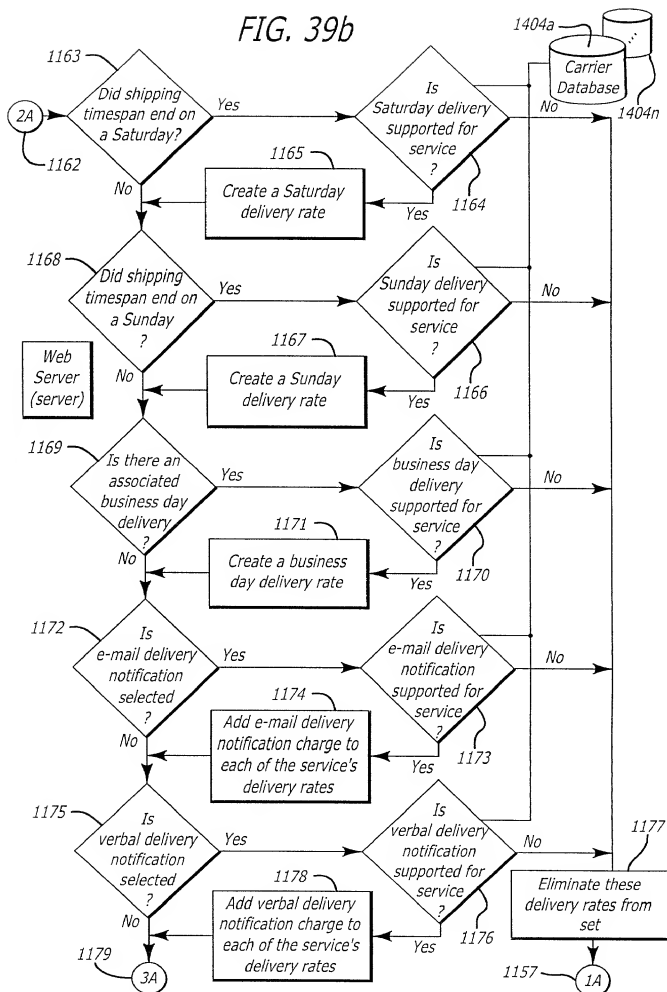 FIG. 39b
1404a
...
Carrier
Database
1404n
1163
Did shipping
timespan end on
a Saturday?
2A
1162
Yes
Is
Saturday delivery
supported for
service
?
No
1164
Yes
1165
Create a Saturday
delivery rate
No
1168
Did shipping
timespan end on
a Sunday
?
Yes
Is
Sunday delivery
supported for
service
?
No
1166
Yes
1167
Create a Sunday
delivery rate
No
Web
Server
(server)
1169
Is there an
associated
business day
delivery
?
Yes
Is
business day
delivery
supported for
service
?
No
1170
Yes
1171
Create a business
day delivery rate
No
1172
Is
e-mail delivery
notification
selected
?
Yes
Is
e-mail delivery
notification
supported for
service
?
No
1173
Yes
1174
Add e-mail delivery
notification charge to
each of the service's
delivery rates
No
1175
Is
verbal delivery
notification
selected
?
Yes
Is
verbal delivery
notification
supported for
service
?
No
1176
Yes
1178
Add verbal delivery
notification charge to
each of the service's
delivery rates
No
1177
Eliminate these
delivery rates from
set
1179
3A
1157
1A